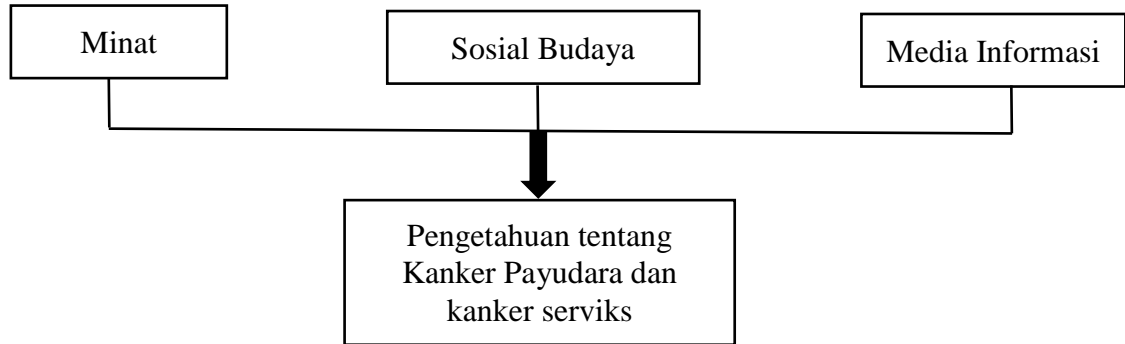 Minat
Sosial Budaya
Media Informasi
Pengetahuan tentang
Kanker Payudara dan
kanker serviks